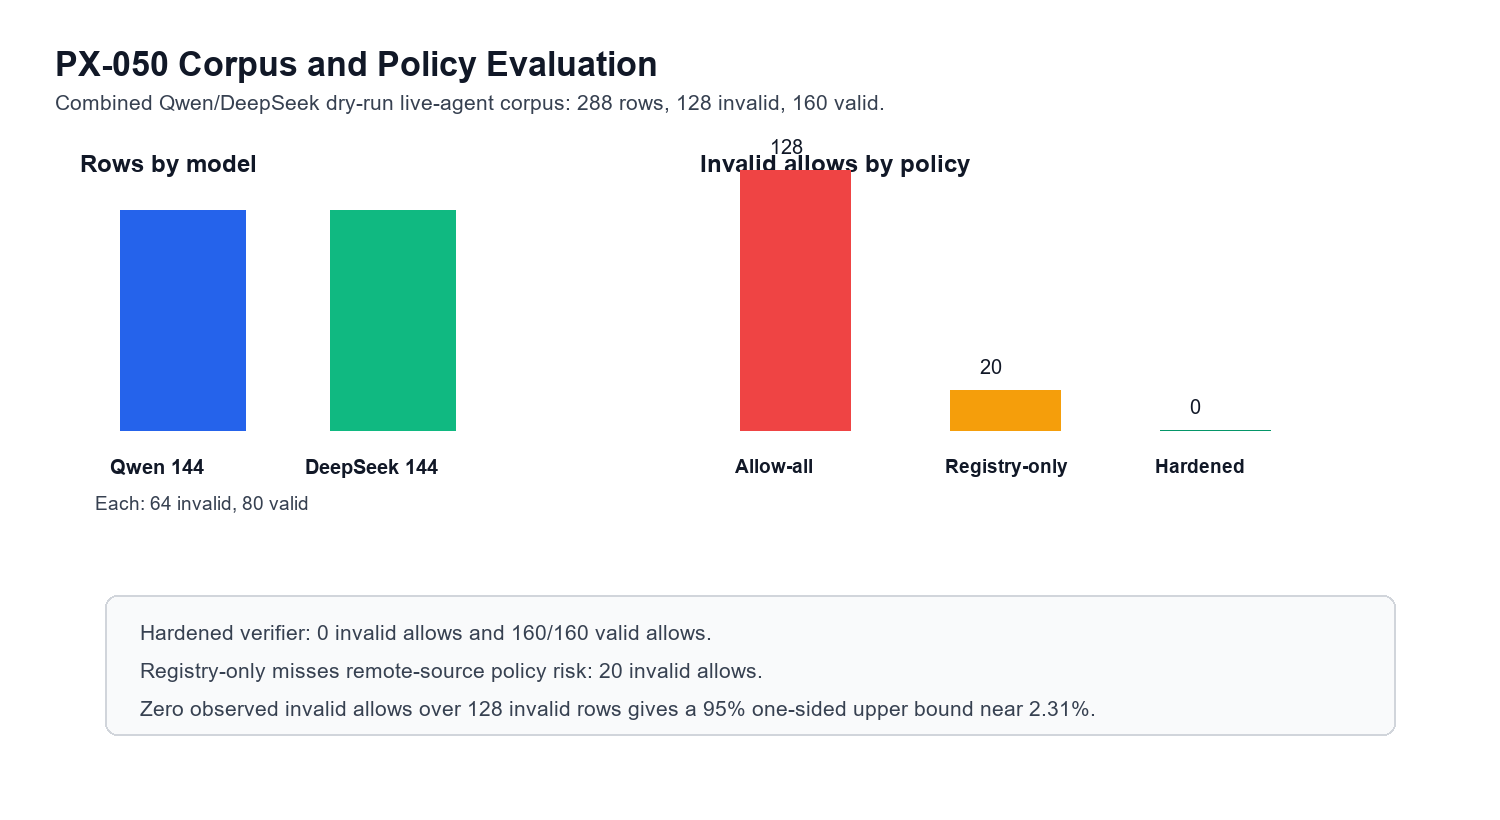 PX-050 Corpus and Policy Evaluation
Combined Qwen/DeepSeek dry-run live-agent corpus: 288 rows, 128 invalid, 160 valid.
Rows by model
Qwen 144
DeepSeek 144
Each: 64 invalid, 80 valid
Invalid allows by policy
128
20
0
Allow-all
Registry-only
Hardened
Hardened verifier: 0 invalid allows and 160/160 valid allows.
Registry-only misses remote-source policy risk: 20 invalid allows.
Zero observed invalid allows over 128 invalid rows gives a 95% one-sided upper bound near 2.31%.